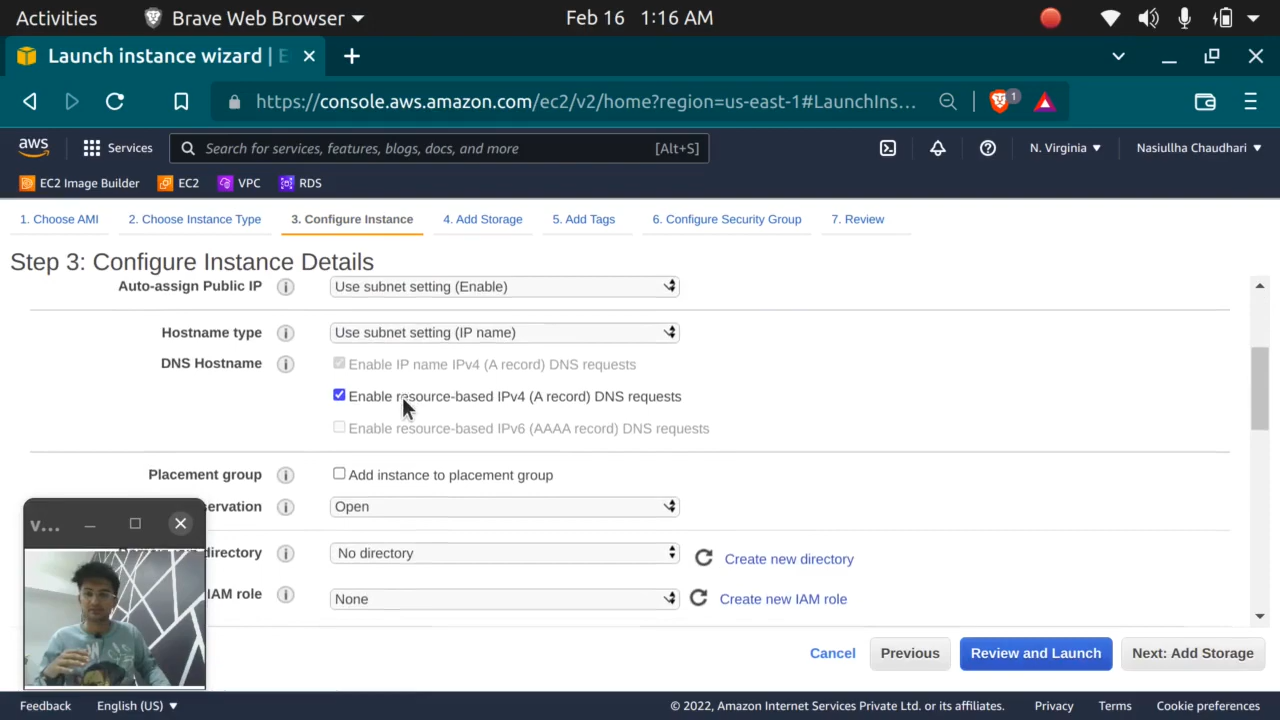 Activities Brave Web Browser Feb 16 1:16 AM
Launch instance wizard | E
https://console.aws.amazon.com/ec2/v2/home?region=us-east-1#LaunchIns... 1
aws Services Search for services, features, blogs, docs, and more [Alt+S] N. Virginia Nasiullha Chaudhari
EC2 Image Builder EC2 VPC RDS
1. Choose AMI 2. Choose Instance Type 3. Configure Instance 4. Add Storage 5. Add Tags 6. Configure Security Group 7. Review
Step 3: Configure Instance Details
Auto-assign Public IP Use subnet setting (Enable)
Hostname type Use subnet setting (IP name)
DNS Hostname Enable IP name IPv4 (A record) DNS requests
Enable resource-based IPv4 (A record) DNS requests
Enable resource-based IPv6 (AAAA record) DNS requests
Placement group Add instance to placement group
ervation Open
v...
directory No directory Create new directory
IAM role None Create new IAM role
Cancel Previous Review and Launch Next: Add Storage
Feedback English (US) © 2022, Amazon Internet Services Private Ltd. or its affiliates. Privacy Terms Cookie preferences